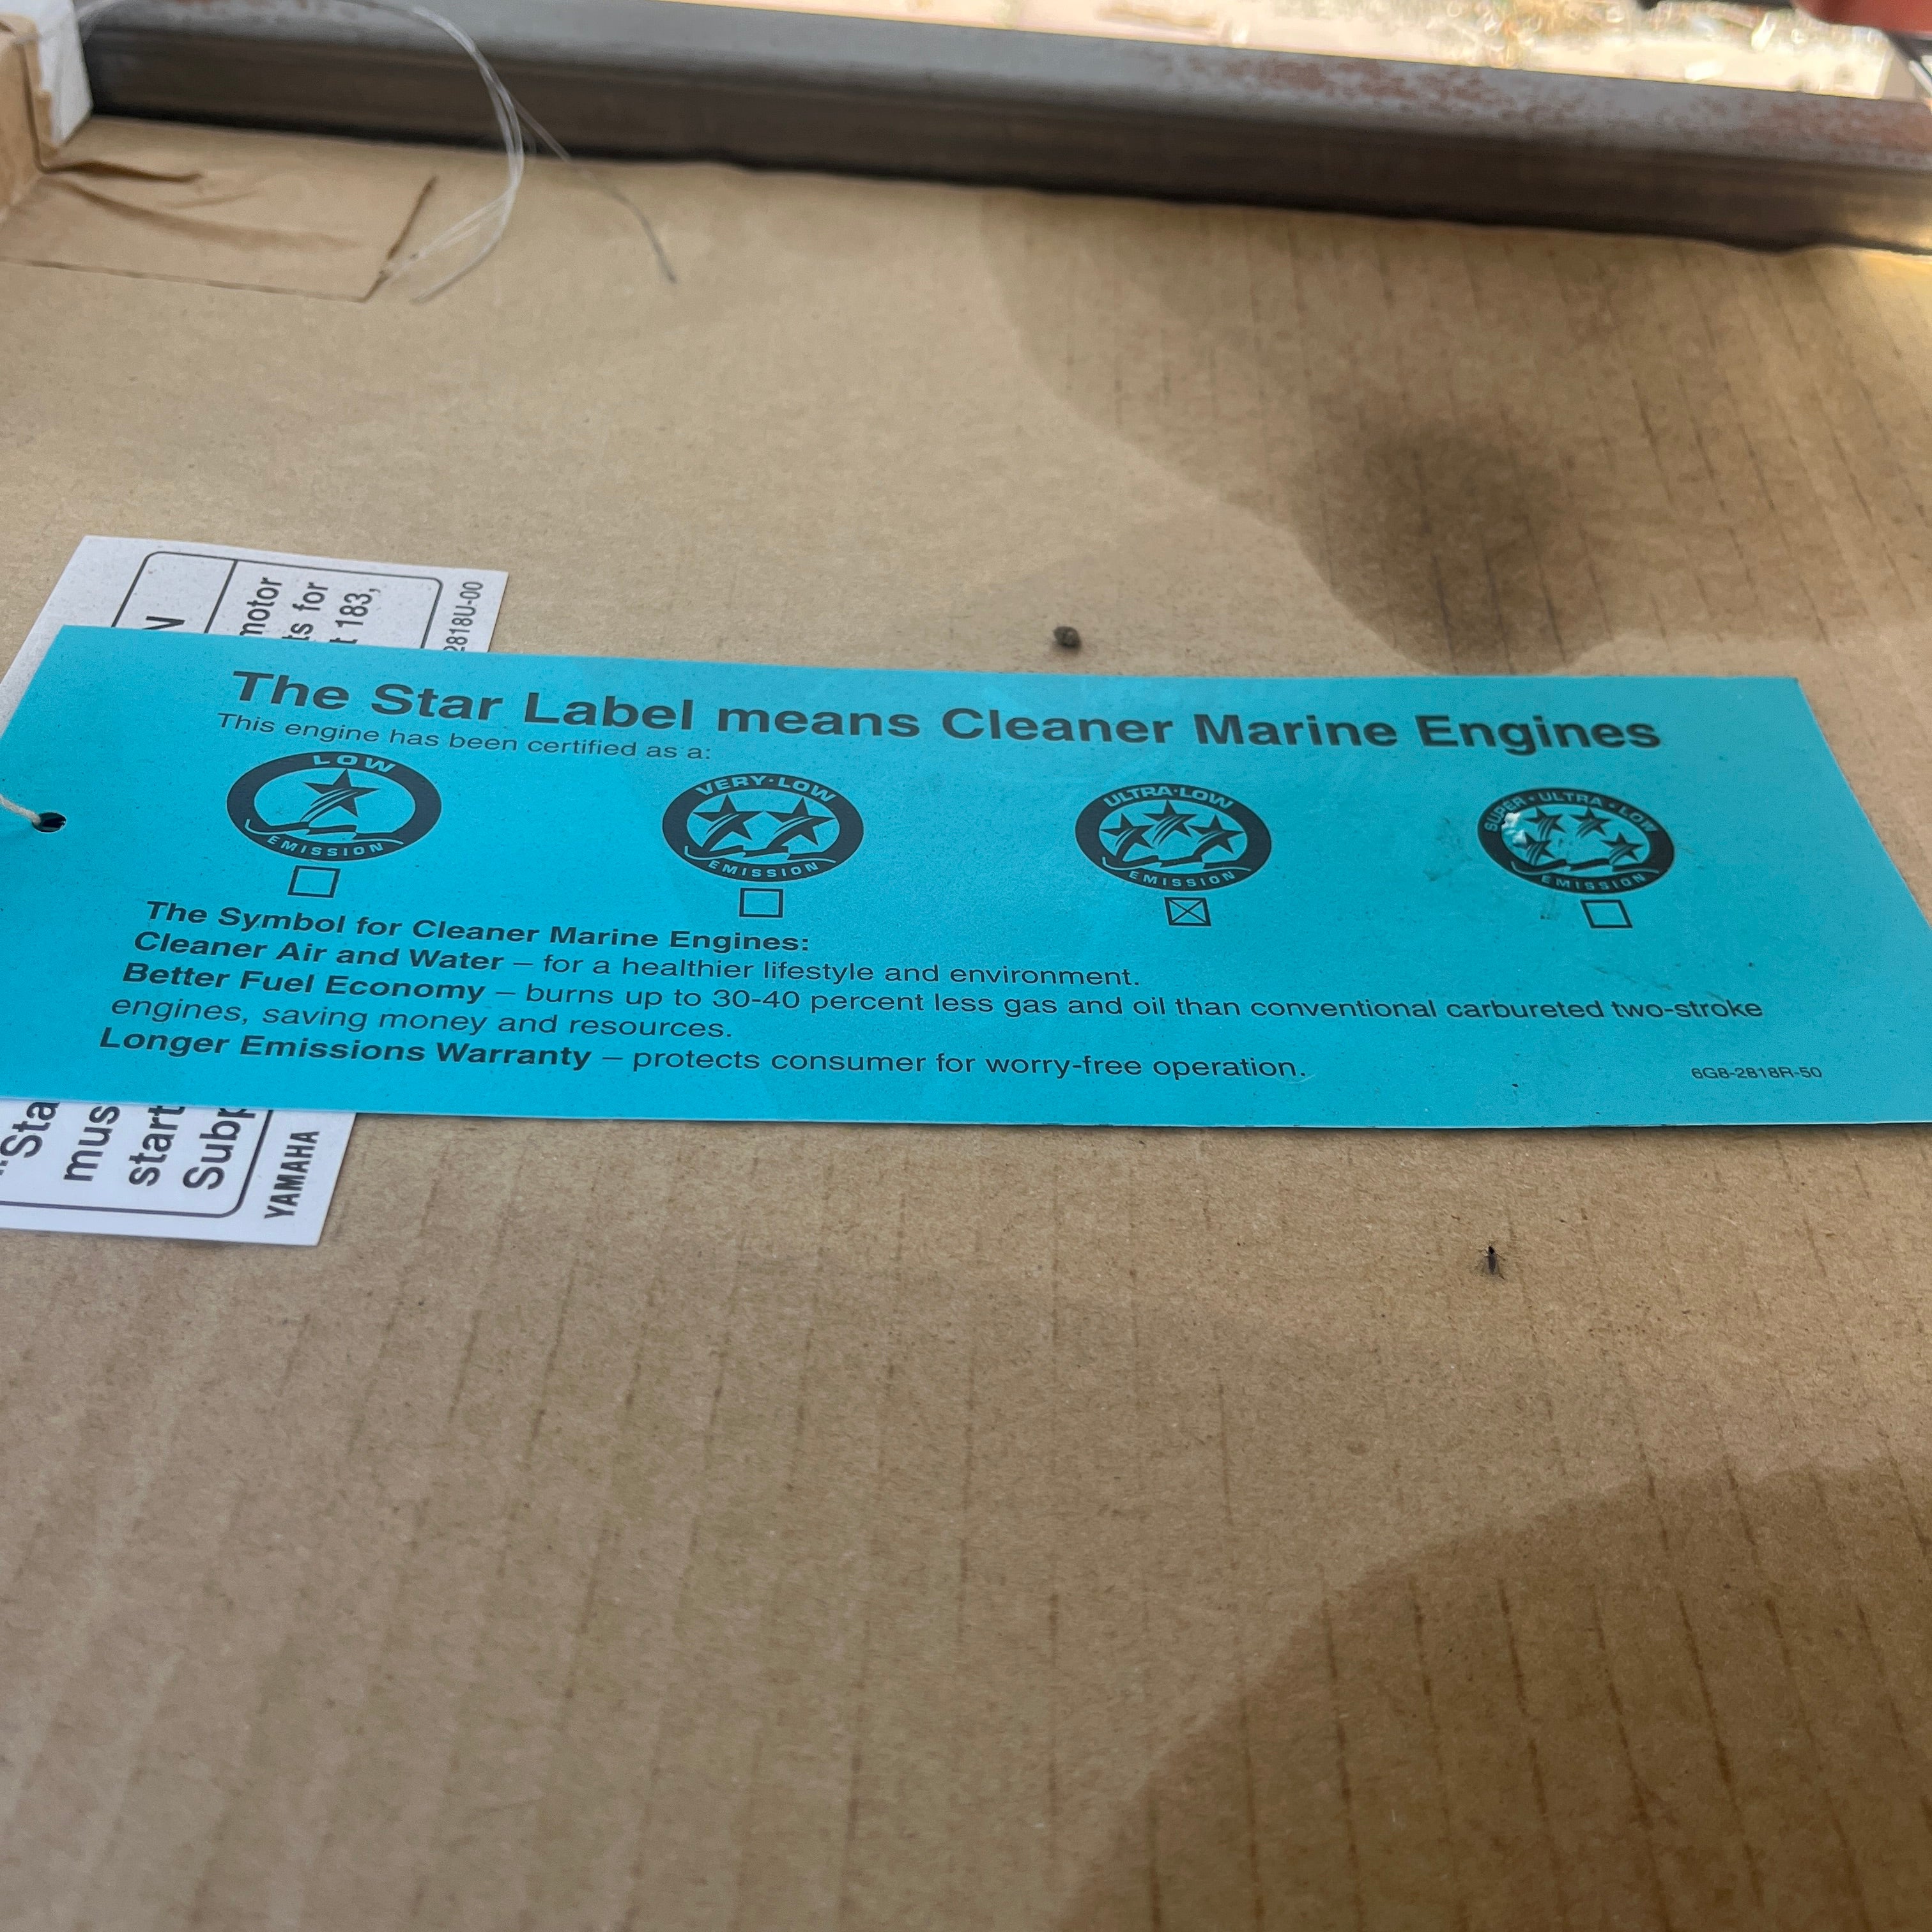 The Star Label means Cleaner Marine Engines
This engine has been certified as a:
LOW
EMISSION
VERY·LOW
EMISSION
ULTRA·LOW
EMISSION
SUPER·ULTRA·LOW
EMISSION
The Symbol for Cleaner Marine Engines:
Cleaner Air and Water – for a healthier lifestyle and environment.
Better Fuel Economy – burns up to 30-40 percent less gas and oil than conventional carbureted two-stroke
engines, saving money and resources.
Longer Emissions Warranty – protects consumer for worry-free operation.
6G8-2818R-50
N
motor
ts for
t 183,
2818U-00
"Sta
mus
start
Subp
YAMAHA